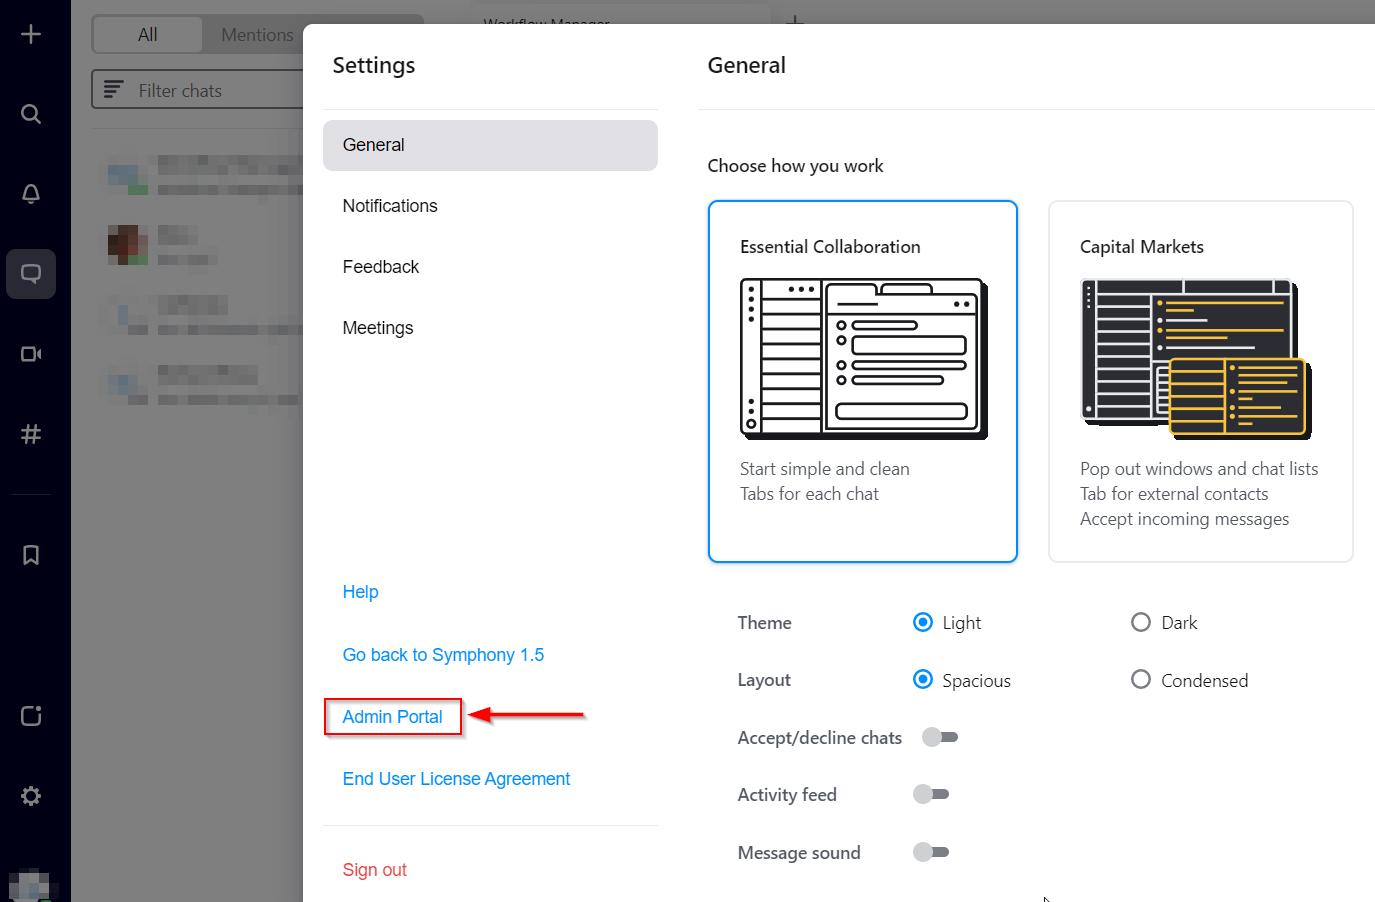 All
Mentions
Workflow Manager
Filter chats
Settings
General
Notifications
Feedback
Meetings
Help
Go back to Symphony 1.5
Admin Portal
End User License Agreement
Sign out
General
Choose how you work
Essential Collaboration
Start simple and clean
Tabs for each chat
Capital Markets
Pop out windows and chat lists
Tab for external contacts
Accept incoming messages
Theme Light Dark
Layout Spacious Condensed
Accept/decline chats
Activity feed
Message sound